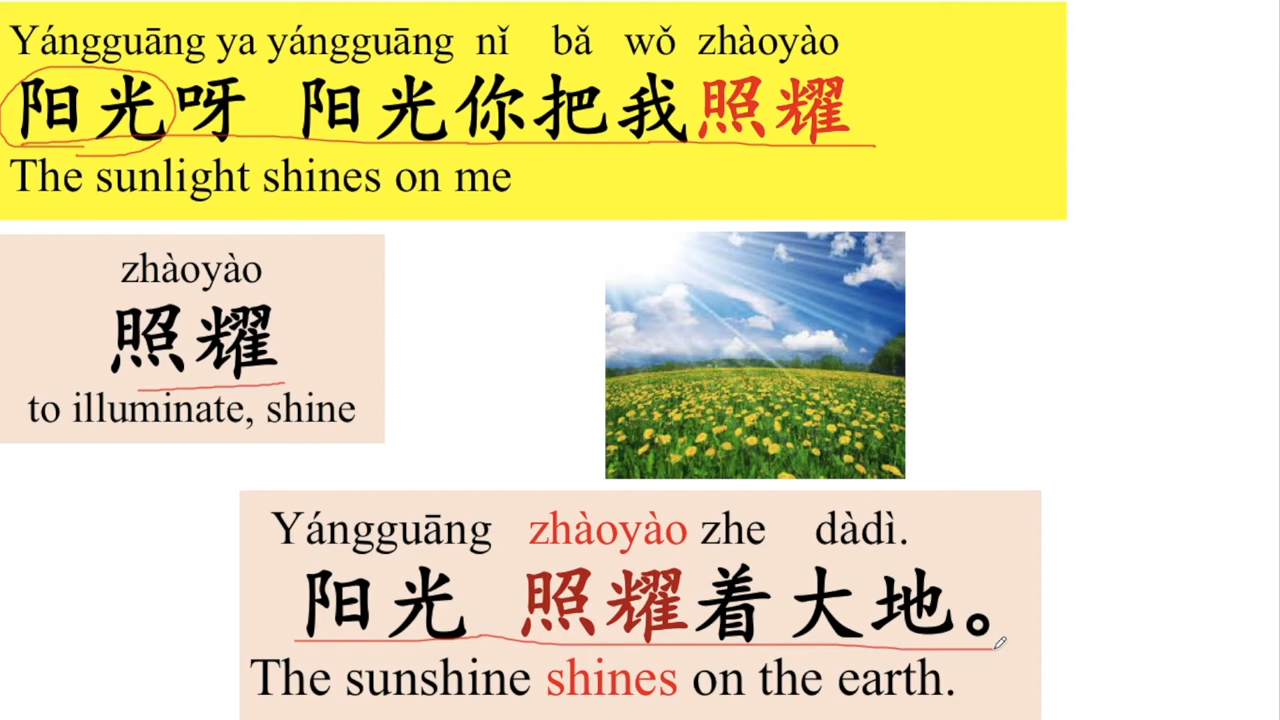 Yángguāng ya yángguāng nǐ bǎ wǒ zhàoyào
阳光呀 阳光你把我照耀
The sunlight shines on me
zhàoyào
照耀
to illuminate, shine
Yángguāng zhàoyào zhe dàdì.
阳光 照耀着大地。
The sunshine shines on the earth.